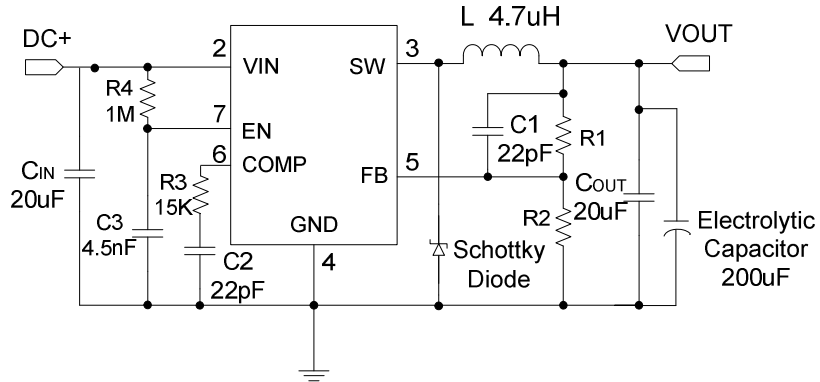 L 4.7uH
DC+
VOUT
2
3
VIN
SW
R4
1M
7
EN
C1
22pF
R1
6
COMP
5
FB
CIN
20uF
R3
15K
COUT
20uF
C3
4.5nF
GND
R2
Electrolytic
Capacitor
200uF
C2
22pF
4
Schottky
Diode